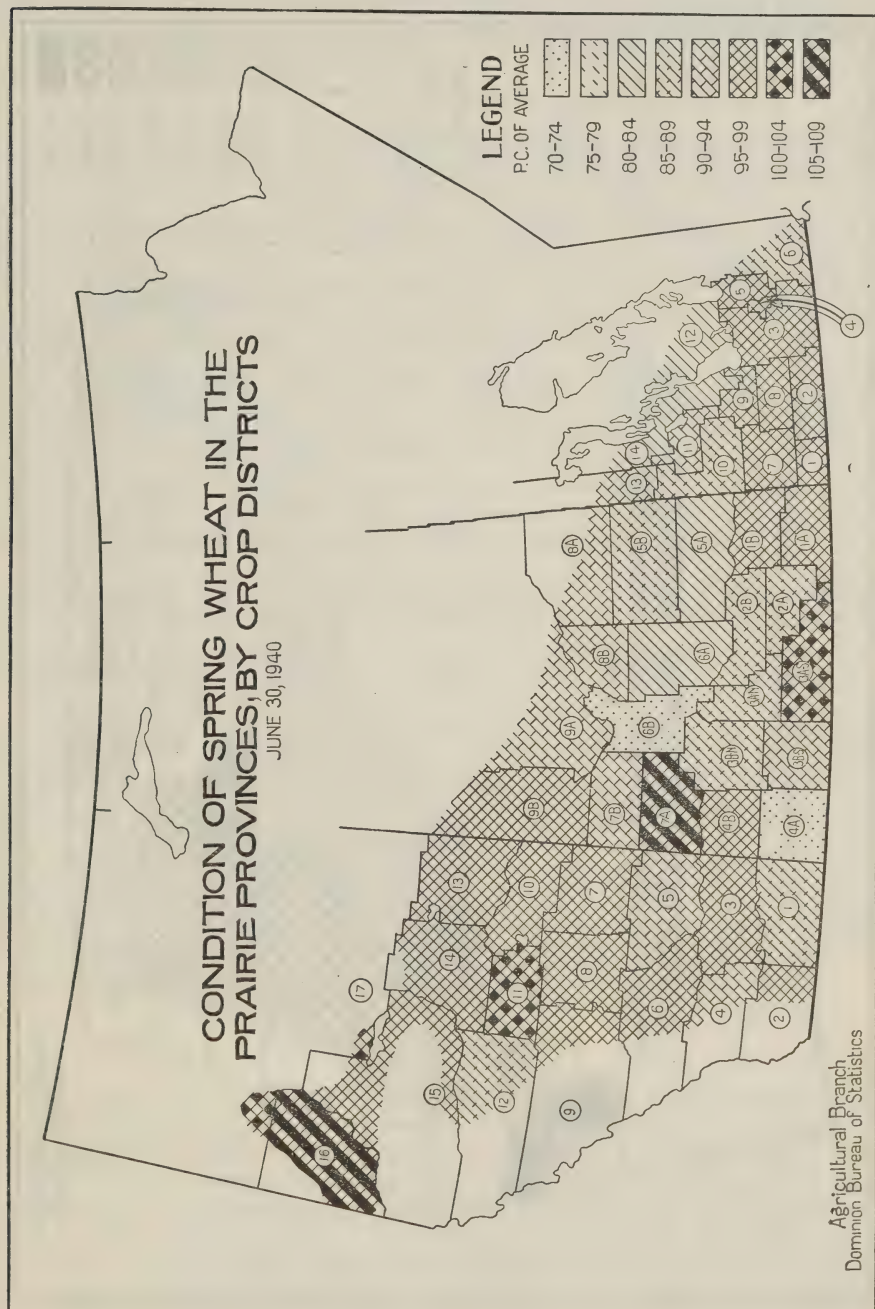 CONDITION OF SPRING WHEAT IN THE
PRAIRIE PROVINCES, BY CROP DISTRICTS
JUNE 30, 1940
LEGEND
P.C. OF AVERAGE
70-74
75-79
80-84
85-89
90-94
95-99
100-104
105-109
16
17
15
14
13
12
11
10
9
8
7
6
5
4
3
2
1
9B
9A
8B
8A
7B
7A
6B
6A
5B
5A
4B
4A
3BN
3BS
3AN
3AS
2B
2A
1B
1A
13
14
12
11
10
9
8
7
6
5
4
3
2
1
Agricultural Branch
Dominion Bureau of Statistics